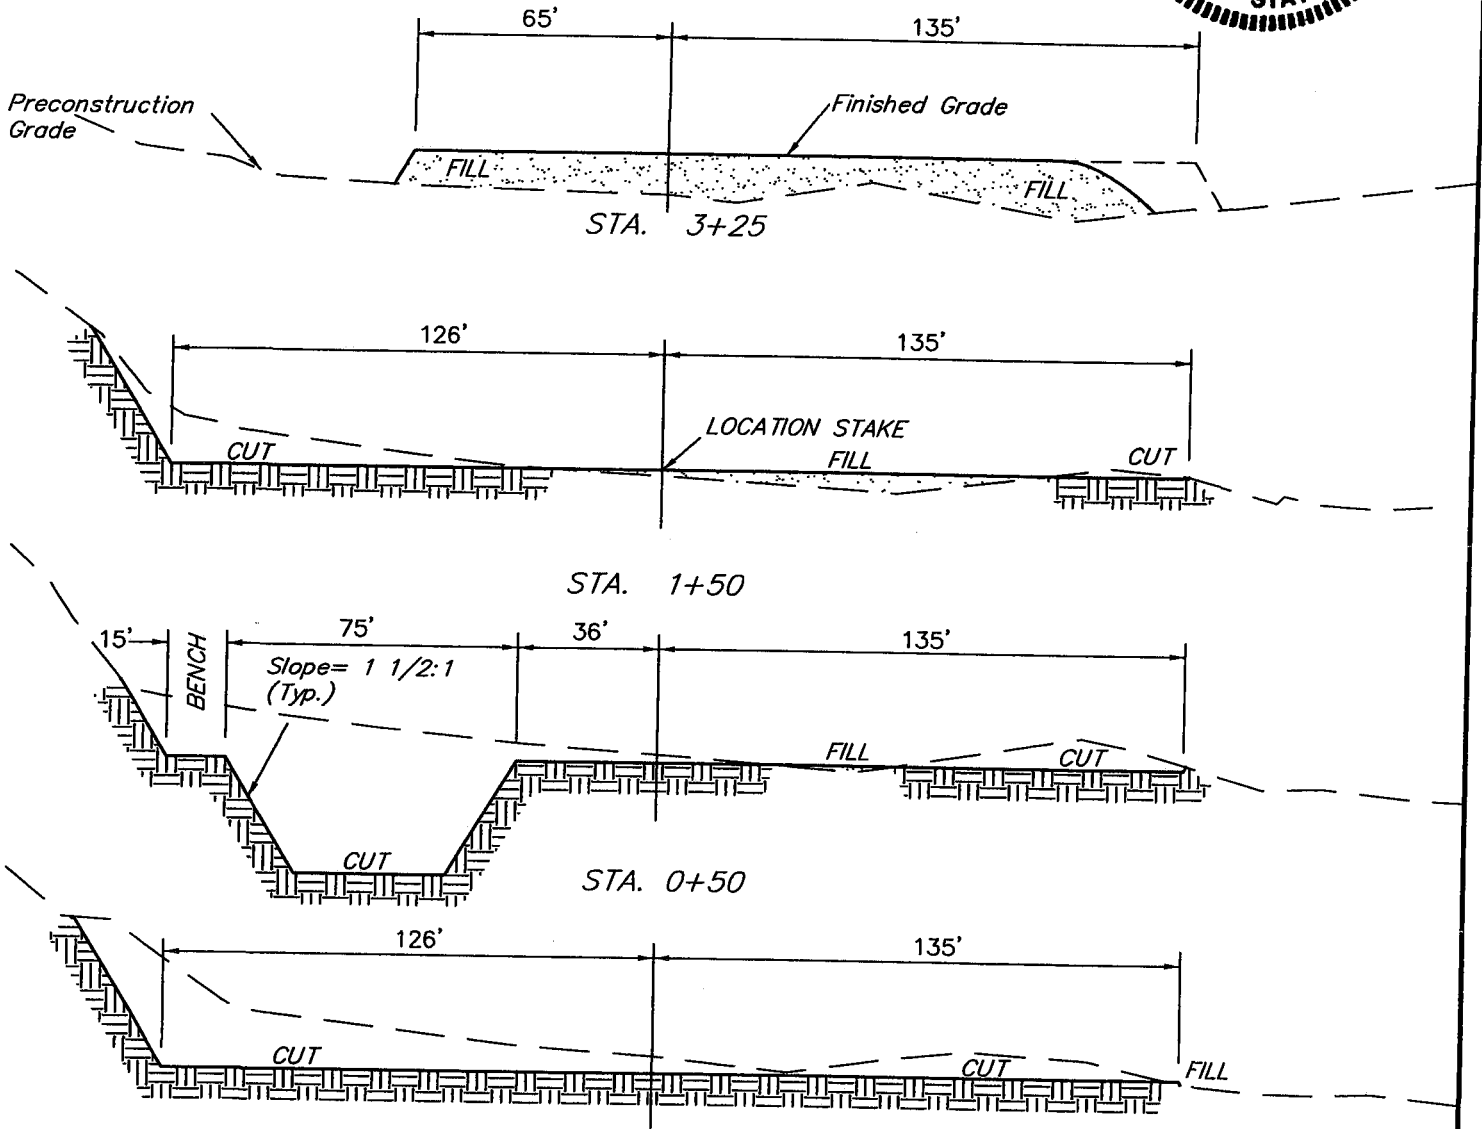 STAT
65'
135'
Preconstruction
Grade
Finished Grade
FILL
FILL
STA. 3+25
126'
135'
LOCATION STAKE
CUT
FILL
CUT
STA. 1+50
15'
BENCH
75'
36'
135'
Slope= 1 1/2:1
(Typ.)
FILL
CUT
CUT
STA. 0+50
126'
135'
CUT
CUT
FILL